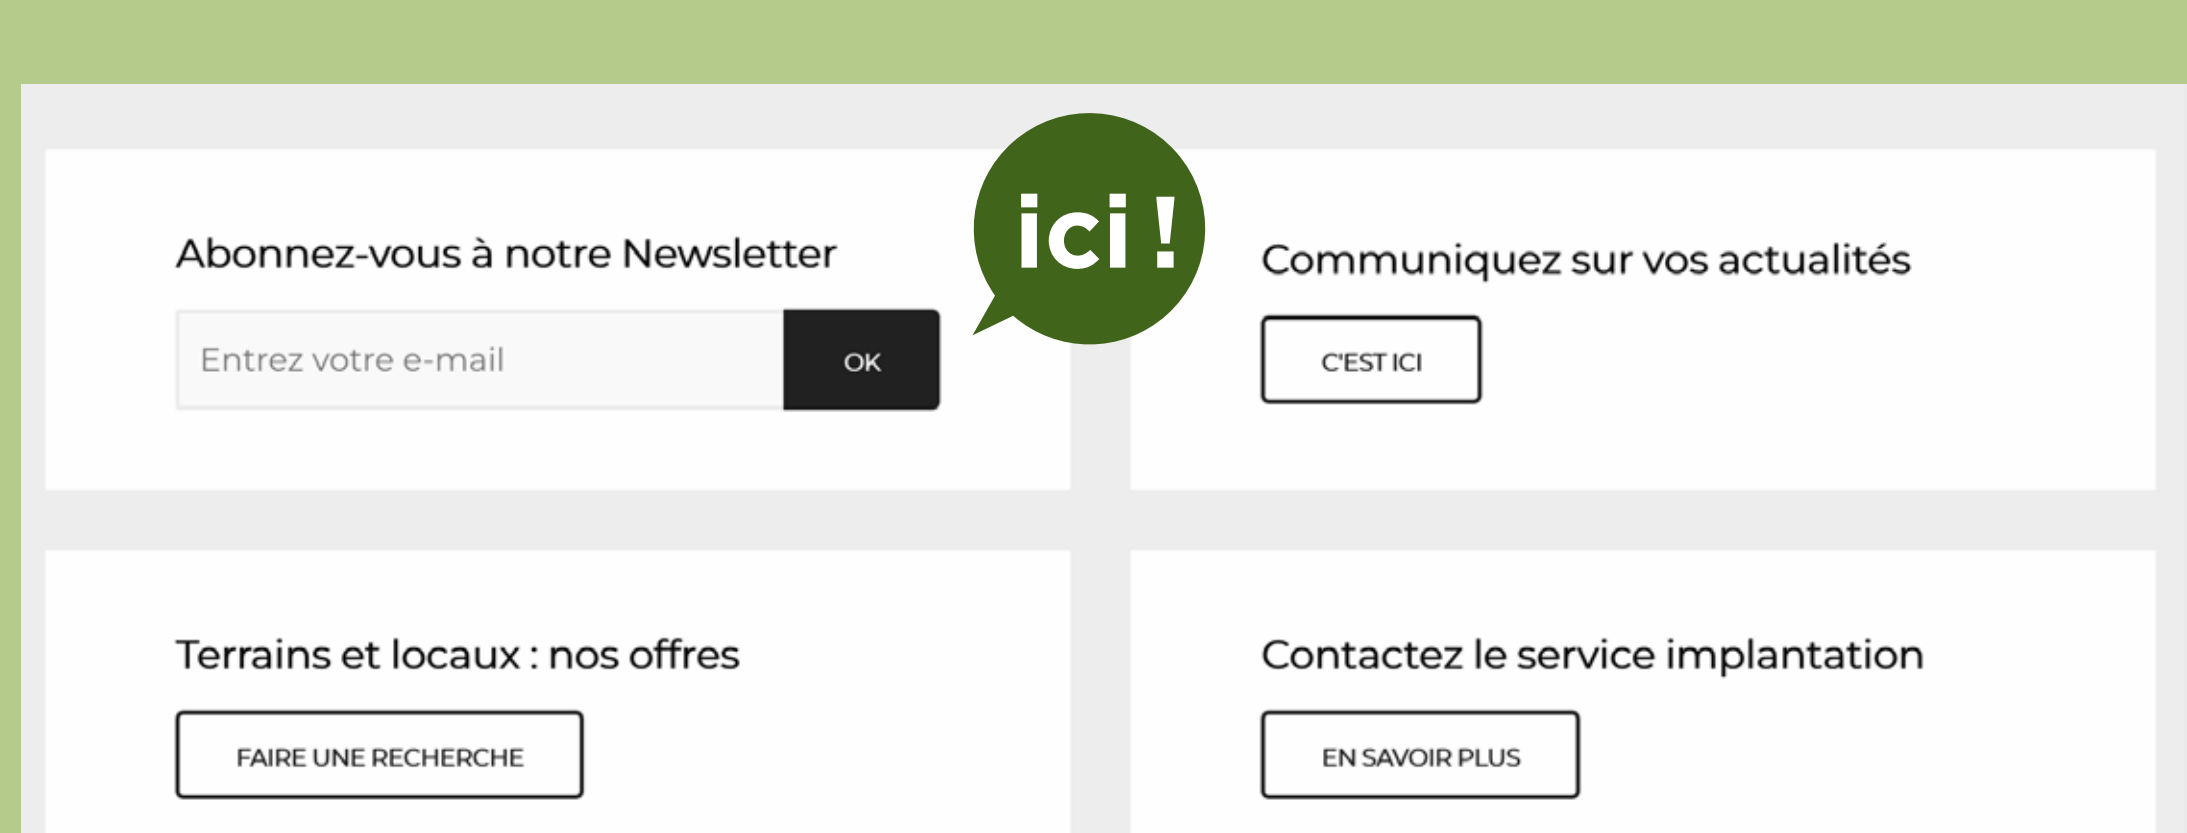 ici !
Abonnez-vous à notre Newsletter
Entrez votre e-mail
OK
Communiquez sur vos actualités
C'EST ICI
Terrains et locaux : nos offres
FAIRE UNE RECHERCHE
Contactez le service implantation
EN SAVOIR PLUS